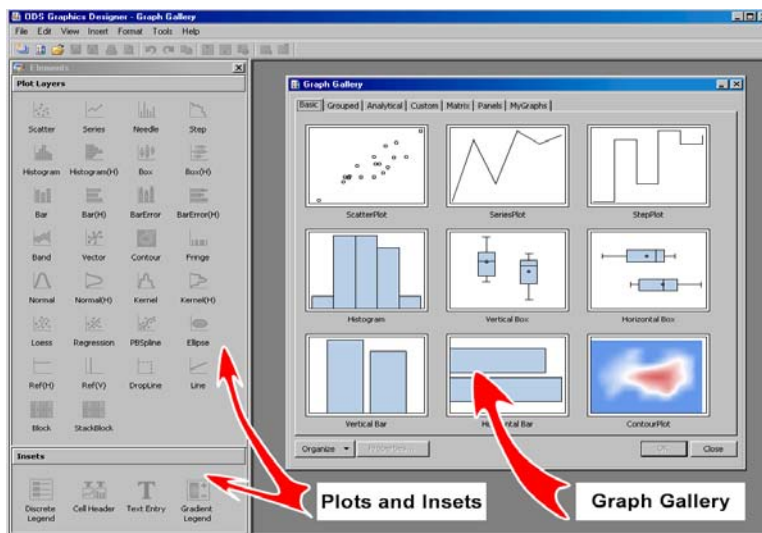 ODS Graphics Designer - Graph Gallery
File Edit View Insert Format Tools Help
Elements
Plot Layers
Scatter Series Needle Step
Histogram Histogram(H) Box Box(H)
Bar Bar(H) BarError BarError(H)
Band Vector Contour Fringe
Normal Normal(H) Kernel Kernel(H)
Loess Regression PBSpline Ellipse
Ref(H) Ref(V) DropLine Line
Block StackBlock
Insets
Discrete Legend Cell Header Text Entry Gradient Legend
Graph Gallery
Basic Grouped Analytical Custom Matrix Panels MyGraphs
ScatterPlot SeriesPlot StepPlot
Histogram Vertical Box Horizontal Box
Vertical Bar Bar ContourPlot
Organize Properties... OK Close
Plots and Insets
Graph Gallery